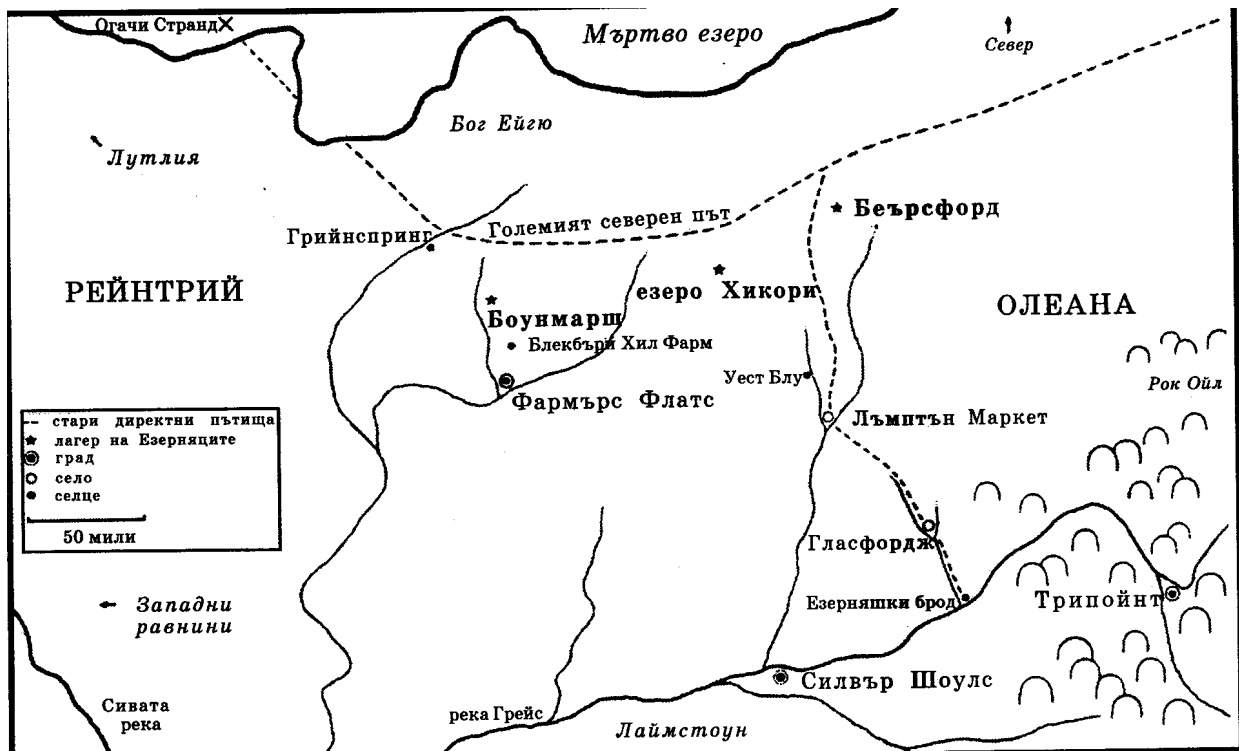 Огачи Странд
Мъртво езеро
Север
Бог Ейгю
Лутлия
Беърсфорд
Големият северен път
Грийнспринг
РЕЙНТРИЙ
езеро Хикори
ОЛЕАНА
Боунмарш
Блекбъри Хил Фарм
Уест Блу
Рок Ойл
Фармърс Флатс
Лъмптън Маркет
стари директни пътища
лагер на Езерняците
град
село
селце
50 мили
Гласфордж
Западни
равнини
Езерняшки брод
Трипойнт
Силвър Шоулс
Сивата
река
река Грейс
Лаймстоун